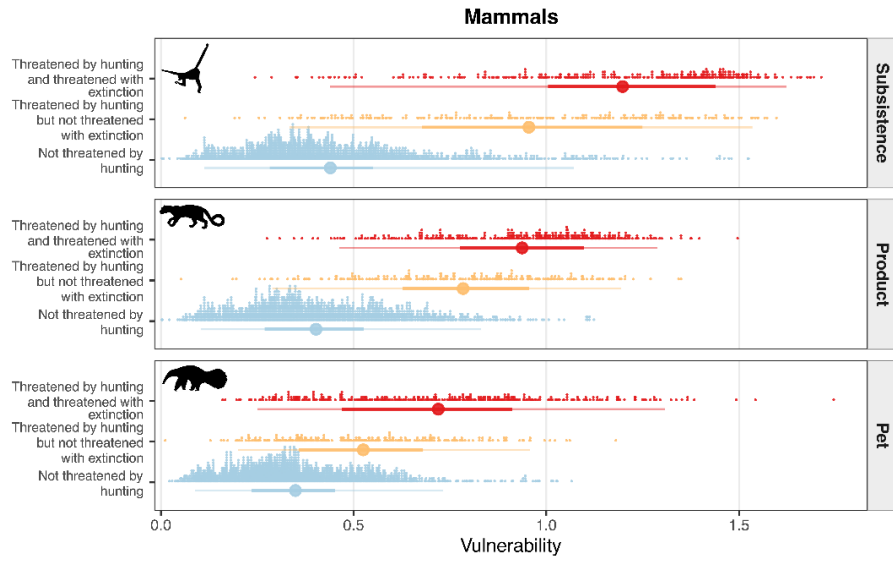 Mammals
Threatened by hunting
and threatened with
extinction
Threatened by hunting
but not threatened
with extinction
Not threatened by
hunting
Subsistence
Threatened by hunting
and threatened with
extinction
Threatened by hunting
but not threatened
with extinction
Not threatened by
hunting
Product
Threatened by hunting
and threatened with
extinction
Threatened by hunting
but not threatened
with extinction
Not threatened by
hunting
Pet
0.0 0.5 1.0 1.5
Vulnerability